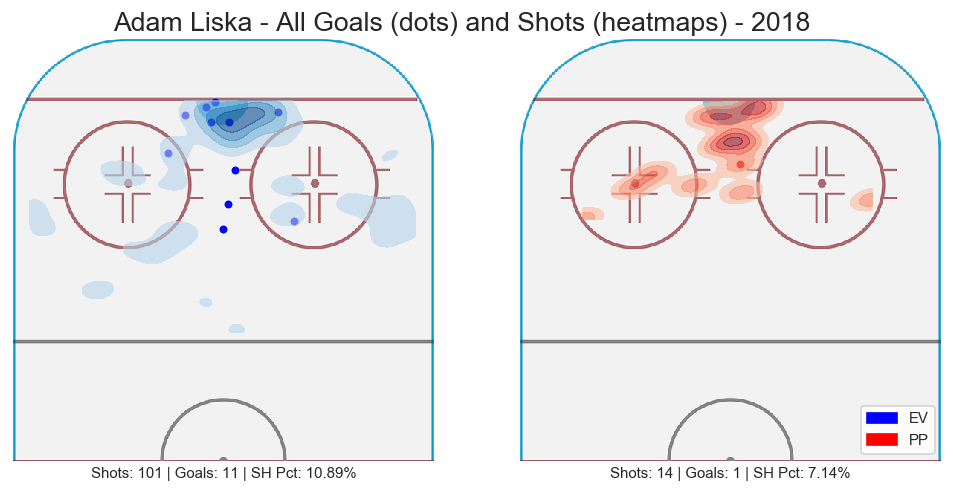 Adam Liska - All Goals (dots) and Shots (heatmaps) - 2018
EV
PP
Shots: 101 | Goals: 11 | SH Pct: 10.89%
Shots: 14 | Goals: 1 | SH Pct: 7.14%